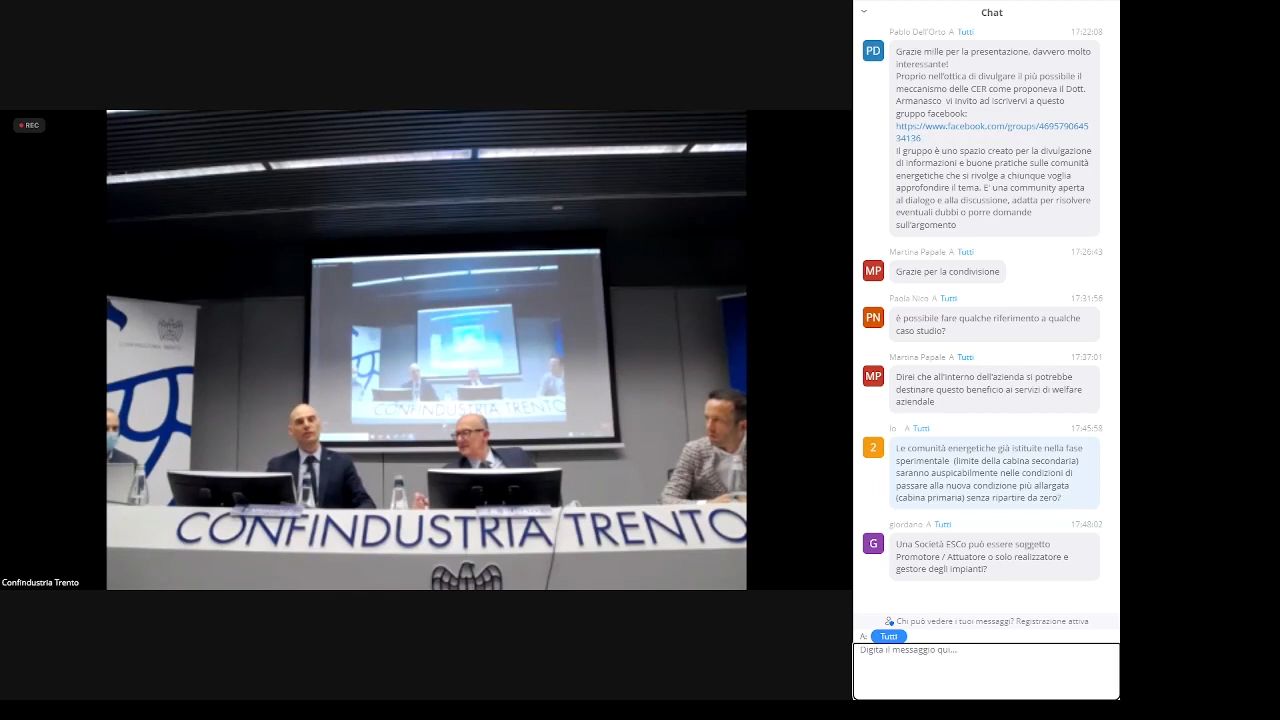 Chat
REC
Pablo Dell'Orto A Tutti 17:22:08
PD
Grazie mille per la presentazione, davvero molto
interessante!
Proprio nell'ottica di divulgare il più possibile il
meccanismo delle CER come proponeva il Dott.
Armanasco vi invito ad iscrivervi a questo
gruppo facebook:
https://www.facebook.com/groups/4695790645
34136
Il gruppo è uno spazio creato per la divulgazione
di informazioni e buone pratiche sulle comunità
energetiche che si rivolge a chiunque voglia
approfondire il tema. E' una community aperta
al dialogo e alla discussione, adatta per risolvere
eventuali dubbi o porre domande
sull'argomento
Martina Papale A Tutti 17:26:43
MP
Grazie per la condivisione
Paola Nico A Tutti 17:31:56
PN
è possibile fare qualche riferimento a qualche
caso studio?
Martina Papale A Tutti 17:37:01
MP
Direi che all'interno dell'azienda si potrebbe
destinare questo beneficio ai servizi di welfare
aziendale
Io A Tutti 17:45:58
2
Le comunità energetiche già istituite nella fase
sperimentale (limite della cabina secondaria)
saranno auspicabilmente nelle condizioni di
passare alla nuova condizione più allargata
(cabina primaria) senza ripartire da zero?
giordano A Tutti 17:48:02
G
Una Società ESCo può essere soggetto
Promotore / Attuatore o solo realizzatore e
gestore degli impianti?
Chi può vedere i tuoi messaggi? Registrazione attiva
A: Tutti
Digita il messaggio qui...
CONFINDUSTRIA TRENTO
CONFINDUSTRIA TRENTO
Confindustria Trento